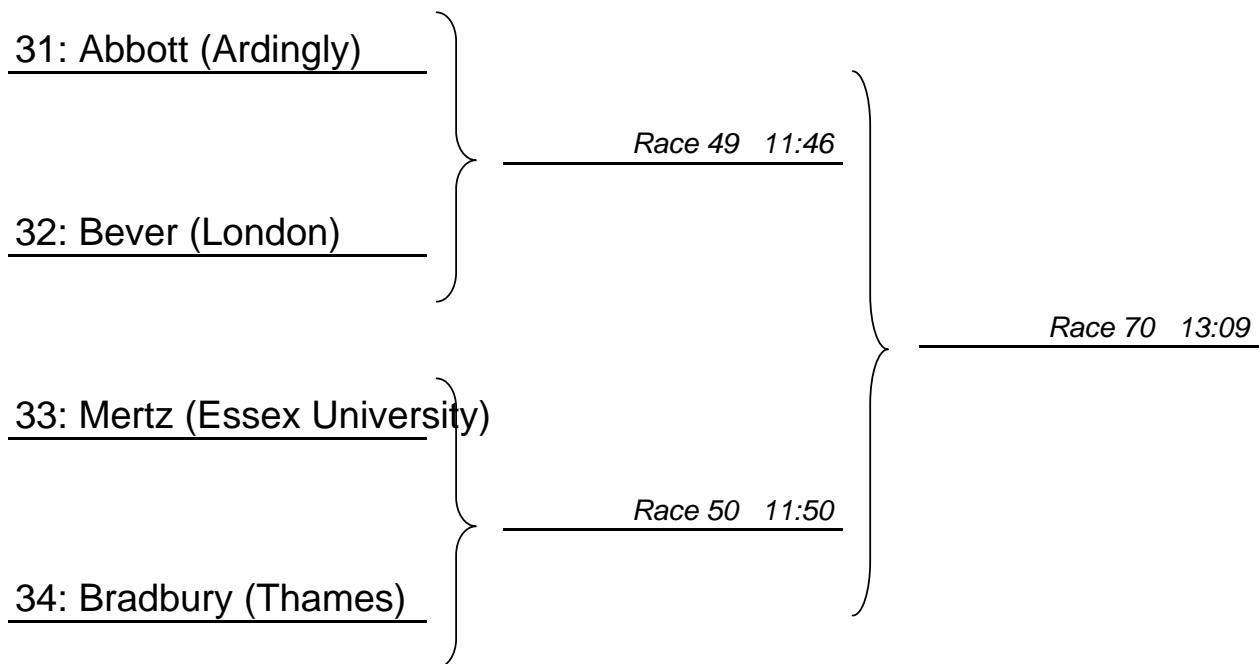 31: Abbott (Ardingly)
Race 49 11:46
32: Bever (London)
Race 70 13:09
33: Mertz (Essex University)
Race 50 11:50
34: Bradbury (Thames)